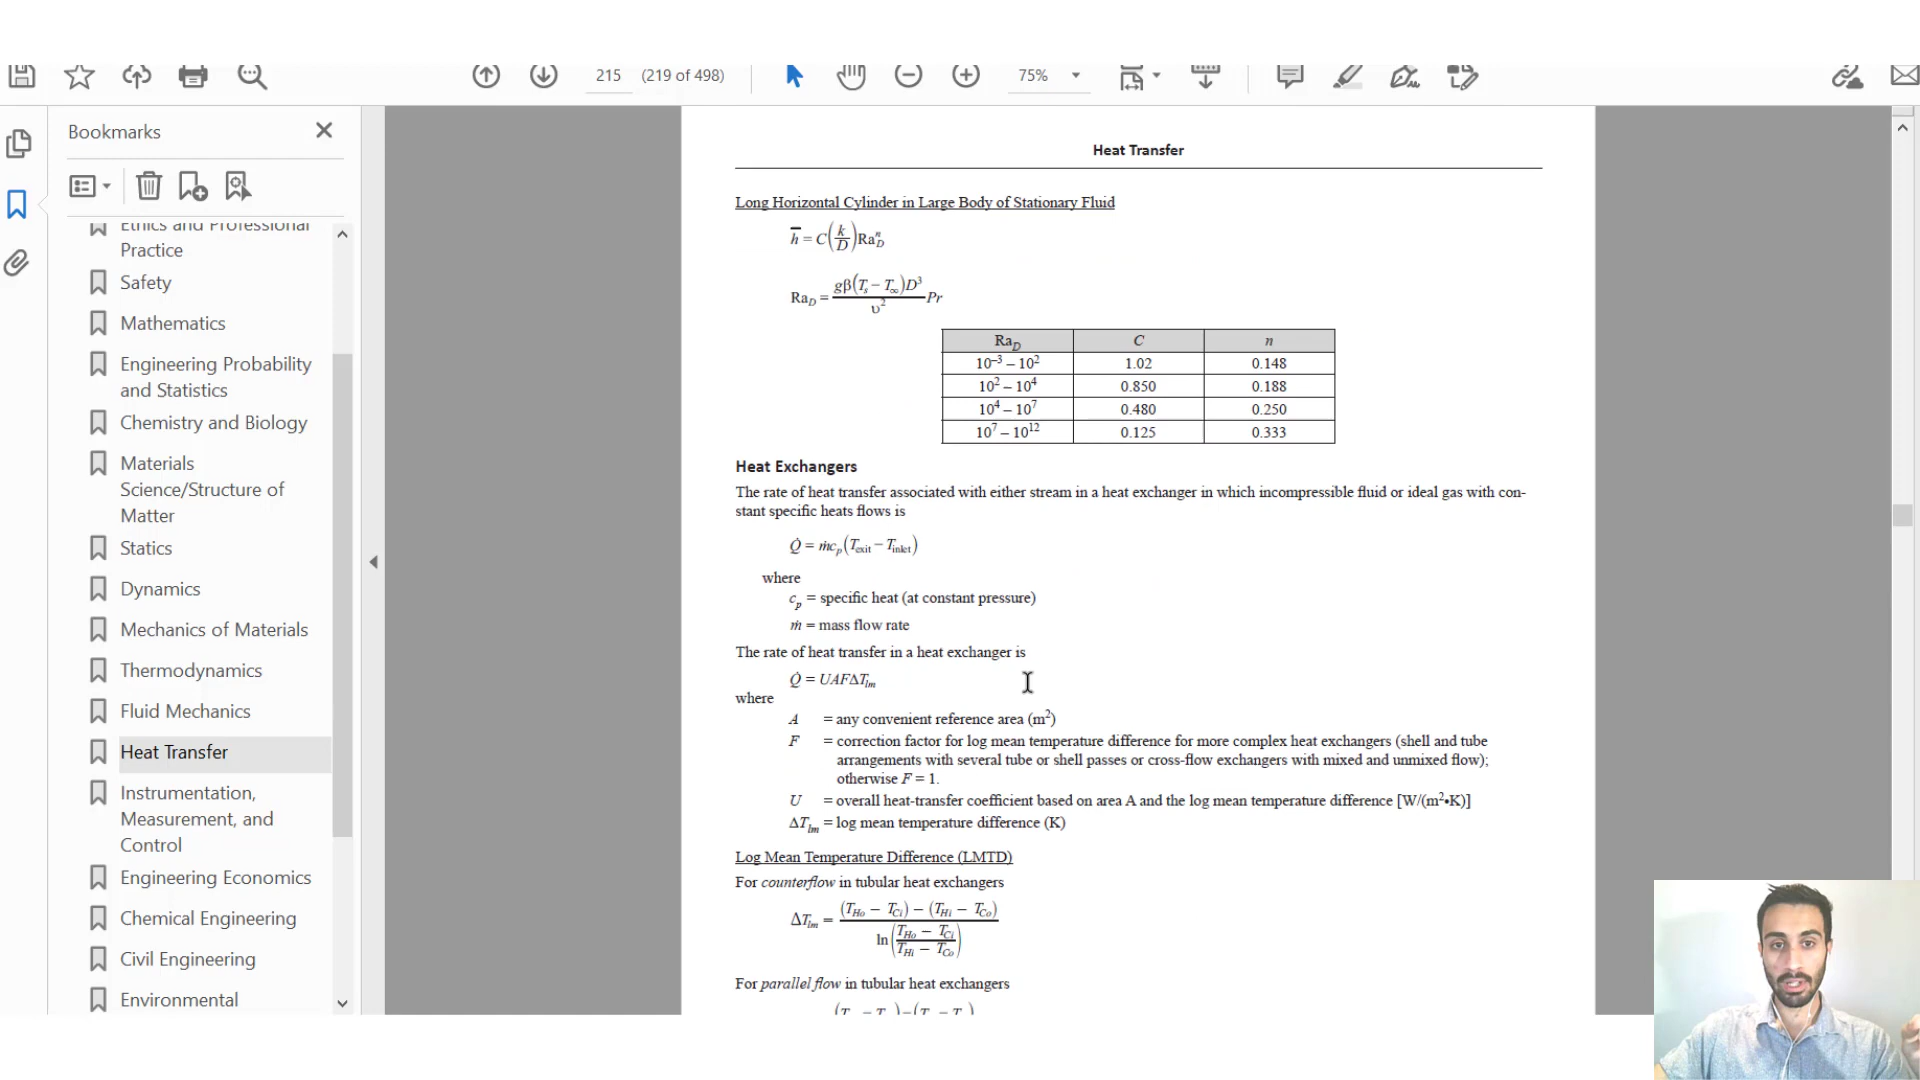 215 (219 of 498) 75%
Bookmarks
Ethics and Professional
Practice
Safety
Mathematics
Engineering Probability
and Statistics
Chemistry and Biology
Materials
Science/Structure of
Matter
Statics
Dynamics
Mechanics of Materials
Thermodynamics
Fluid Mechanics
Heat Transfer
Instrumentation,
Measurement, and
Control
Engineering Economics
Chemical Engineering
Civil Engineering
Environmental
Heat Transfer
Long Horizontal Cylinder in Large Body of Stationary Fluid
h̅ = C(k/D)Ra_D^n
Ra_D = gβ(T_s − T_∞)D³/υ² Pr
Ra_D C n
10⁻³ – 10² 1.02 0.148
10² – 10⁴ 0.850 0.188
10⁴ – 10⁷ 0.480 0.250
10⁷ – 10¹² 0.125 0.333
Heat Exchangers
The rate of heat transfer associated with either stream in a heat exchanger in which incompressible fluid or ideal gas with con-
stant specific heats flows is
Q̇ = ṁc_p(T_exit − T_inlet)
where
c_p = specific heat (at constant pressure)
ṁ = mass flow rate
The rate of heat transfer in a heat exchanger is
Q̇ = UAFΔT_lm
where
A = any convenient reference area (m²)
F = correction factor for log mean temperature difference for more complex heat exchangers (shell and tube
arrangements with several tube or shell passes or cross-flow exchangers with mixed and unmixed flow);
otherwise F = 1.
U = overall heat-transfer coefficient based on area A and the log mean temperature difference [W/(m²•K)]
ΔT_lm = log mean temperature difference (K)
Log Mean Temperature Difference (LMTD)
For counterflow in tubular heat exchangers
ΔT_lm = (T_Ho − T_Ci) − (T_Hi − T_Co) / ln(T_Ho − T_Ci / T_Hi − T_Co)
For parallel flow in tubular heat exchangers